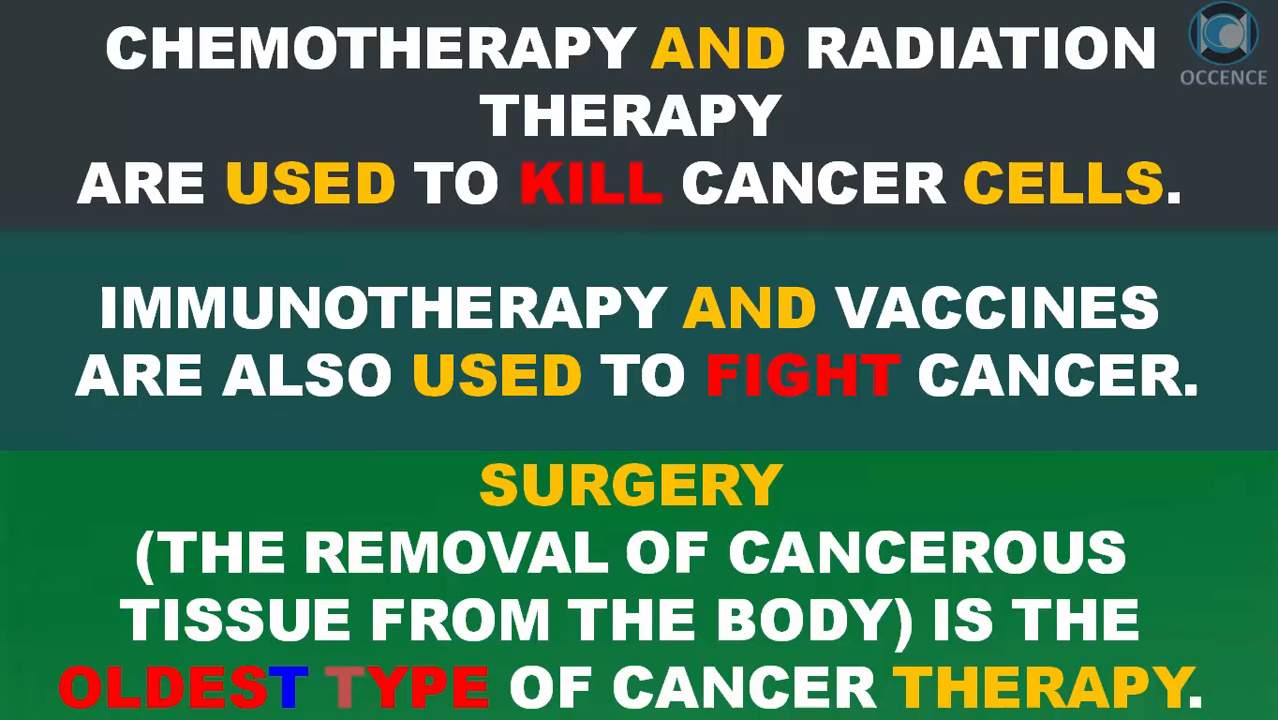 CHEMOTHERAPY AND RADIATION
THERAPY
ARE USED TO KILL CANCER CELLS.
OCCENCE
IMMUNOTHERAPY AND VACCINES
ARE ALSO USED TO FIGHT CANCER.
SURGERY
(THE REMOVAL OF CANCEROUS
TISSUE FROM THE BODY) IS THE
OLDEST TYPE OF CANCER THERAPY.